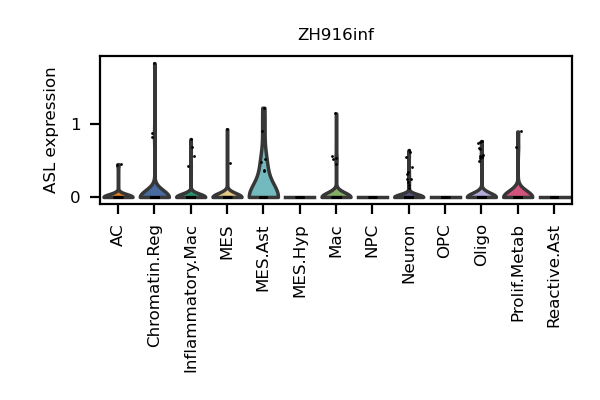 ZH916inf
ASL expression
1
0
AC
Chromatin.Reg
Inflammatory.Mac
MES
MES.Ast
MES.Hyp
Mac
NPC
Neuron
OPC
Oligo
Prolif.Metab
Reactive.Ast